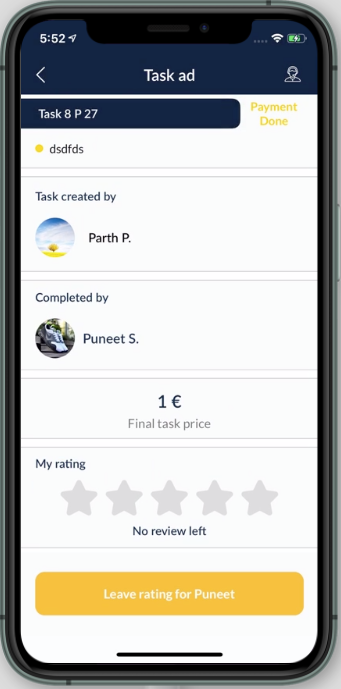 5:52
Task ad
Task 8 P 27
Payment
Done
dsdfds
Task created by
Parth P.
Completed by
Puneet S.
1 €
Final task price
My rating
No review left
Leave rating for Puneet